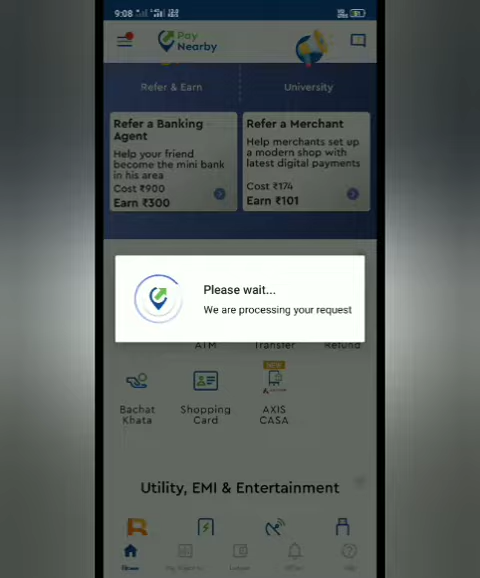 9:08
Pay
Nearby
Refer & Earn
University
Refer a Banking
Agent
Help your friend
become the mini bank
in his area
Cost ₹900
Earn ₹300
Refer a Merchant
Help merchants set up
a modern shop with
latest digital payments
Cost ₹174
Earn ₹101
Please wait...
We are processing your request
ATM
Transfer
Refund
Bachat
Khata
Shopping
Card
NEW
AXIS
CASA
Utility, EMI & Entertainment
Home